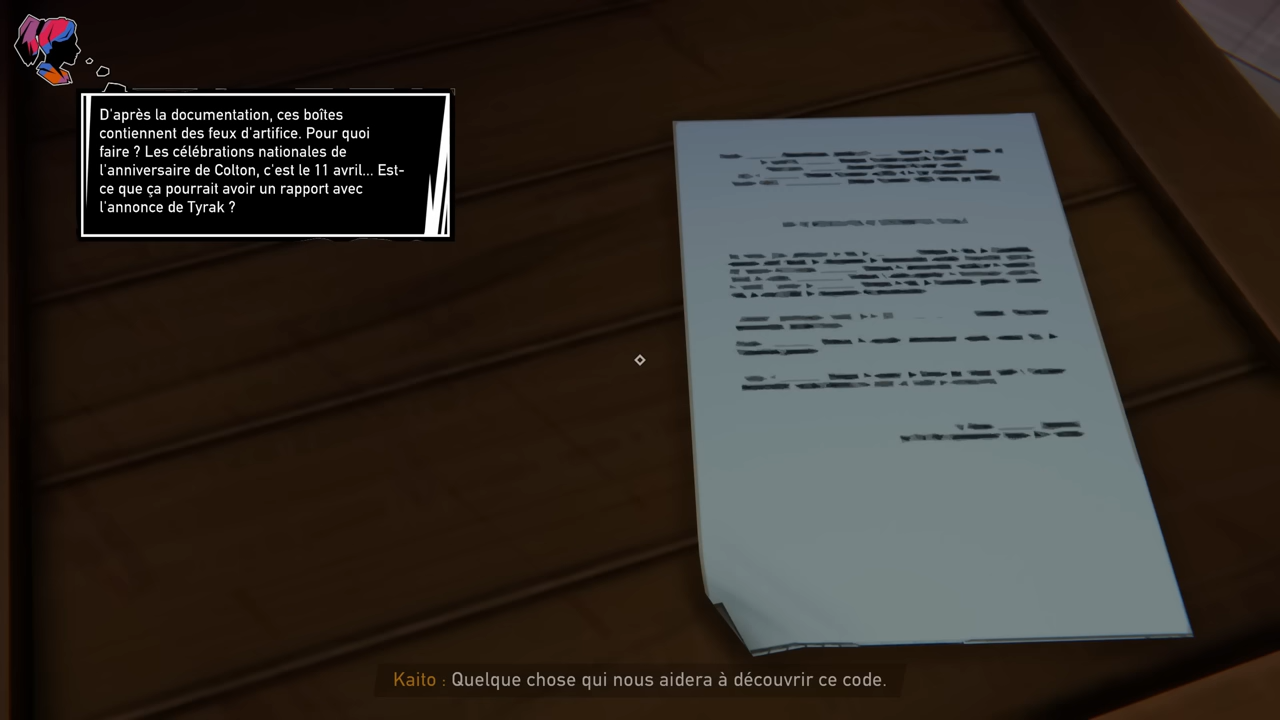 D'après la documentation, ces boîtes
contiennent des feux d'artifice. Pour quoi
faire ? Les célébrations nationales de
l'anniversaire de Colton, c'est le 11 avril... Est-
ce que ça pourrait avoir un rapport avec
l'annonce de Tyrak ?
Kaito : Quelque chose qui nous aidera à découvrir ce code.